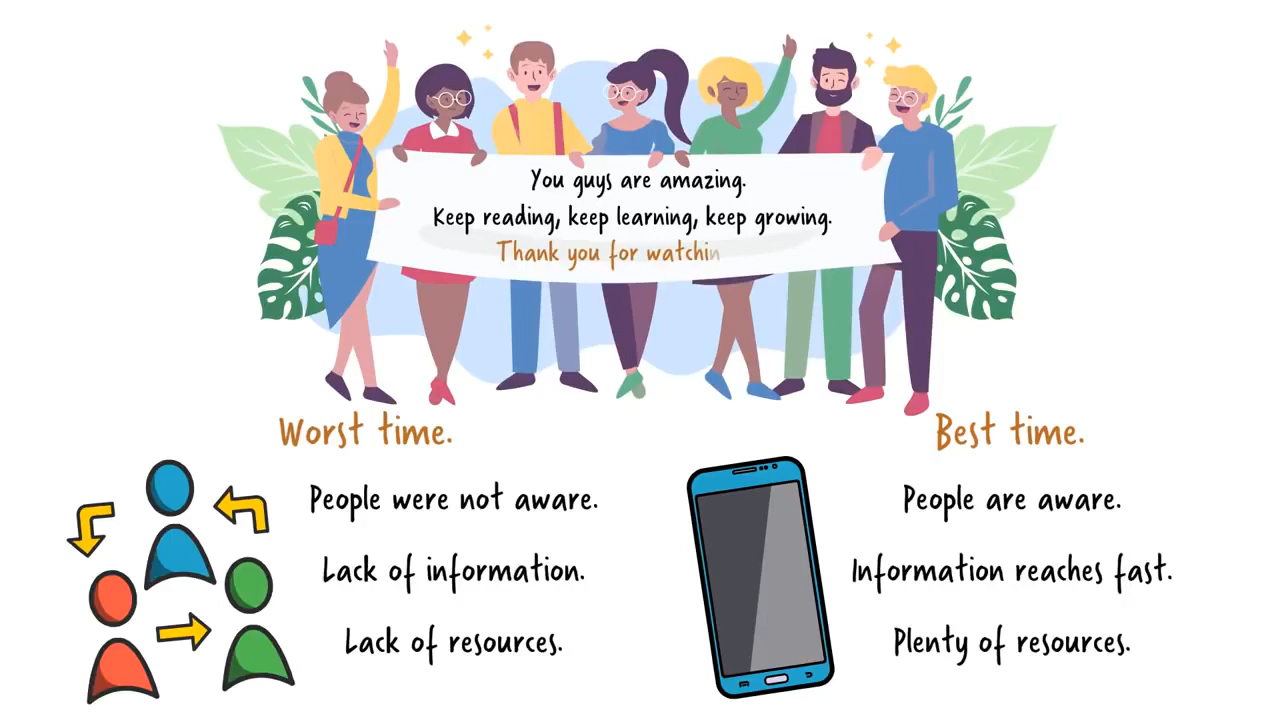 You guys are amazing.
Keep reading, keep learning, keep growing.
Thank you for watchin
Worst time.
People were not aware.
Lack of information.
Lack of resources.
Best time.
People are aware.
Information reaches fast.
Plenty of resources.